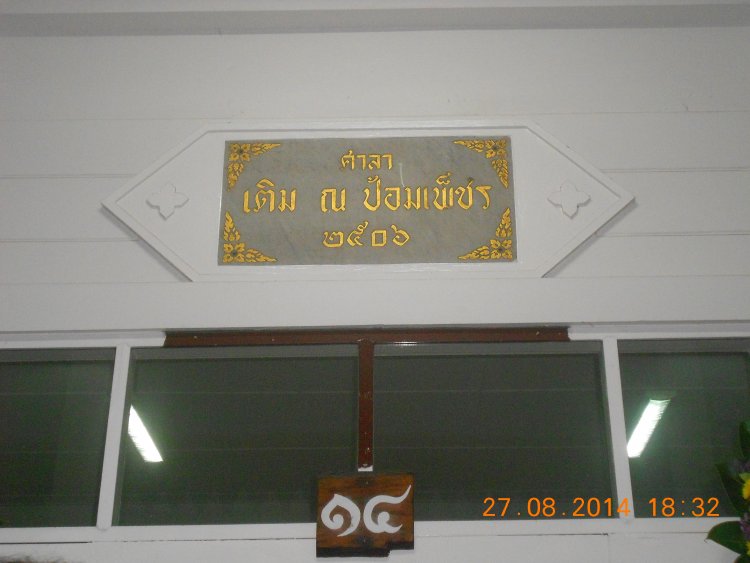 ศาลา
เติม ณ ป้อมเพ็ชร
๒๕๐๖
๑๔
27.08.2014 18:32